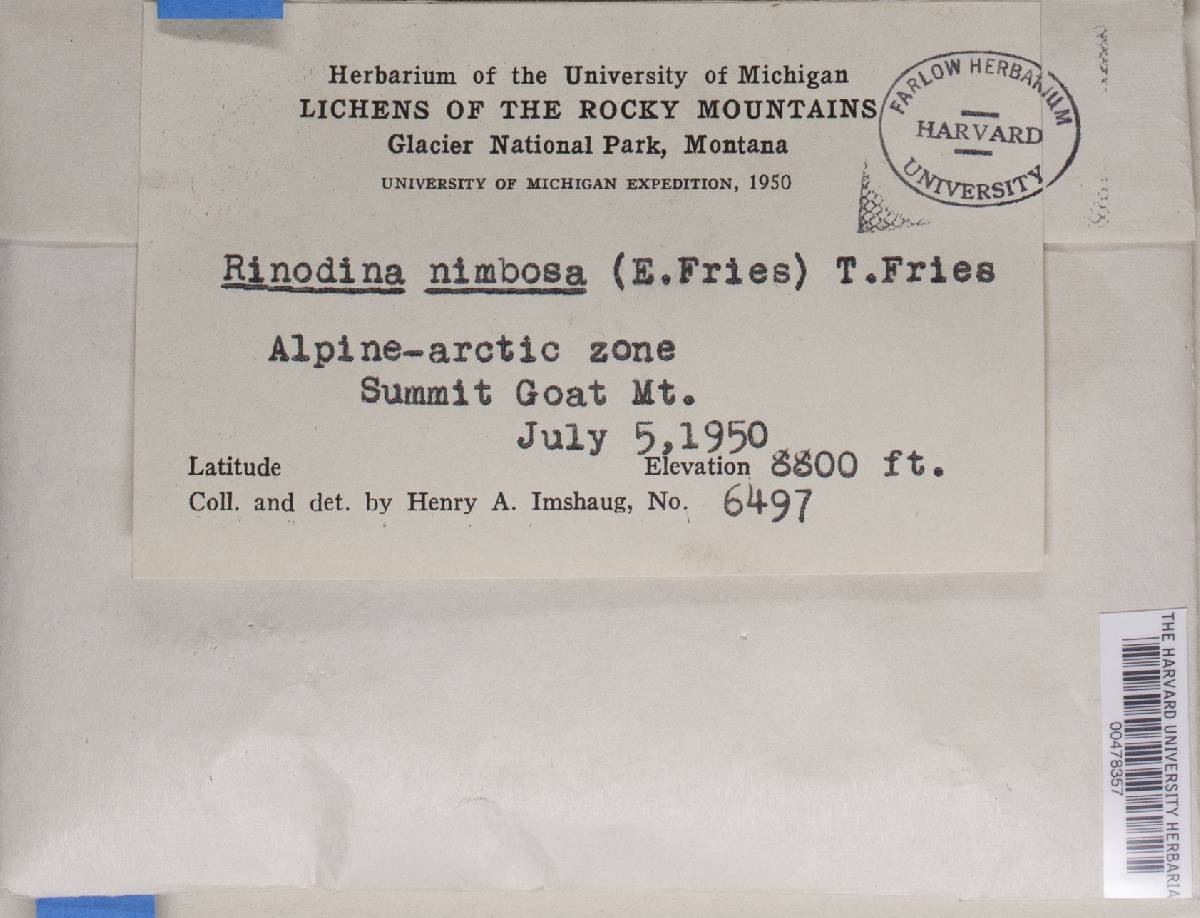 Herbarium of the University of Michigan
LICHENS OF THE ROCKY MOUNTAINS
Glacier National Park, Montana
UNIVERSITY OF MICHIGAN EXPEDITION, 1950
FARLOW HERBARIUM
HARVARD
UNIVERSITY
Rinodina nimbosa (E.Fries) T.Fries
Alpine-arctic zone
Summit Goat Mt.
July 5,1950
Latitude Elevation 8800 ft.
Coll. and det. by Henry A. Imshaug, No. 6497
THE HARVARD UNIVERSITY HERBARIA
00478357